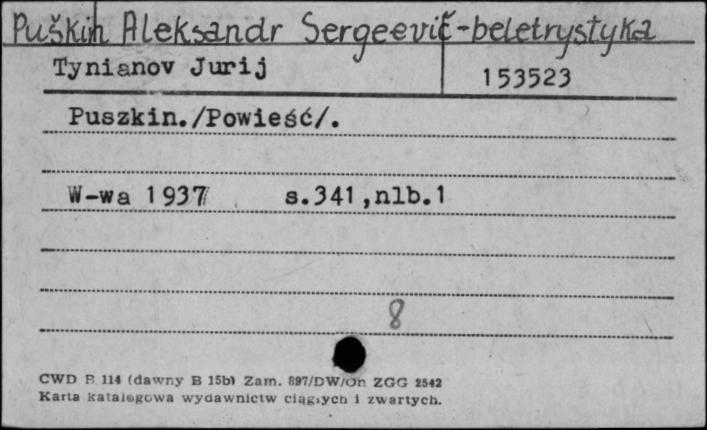 Puškin Aleksandr Sergeevič-beletrystyka
Tynianov Jurij
153523
Puszkin./Powieść/.
W-wa 1937 s.341,nlb.1
8
CWD B 114 (dawny B 15b) Zam. 897/DW/on ZGG 2542
Karta katalogowa wydawnictw ciągłych i zwartych.